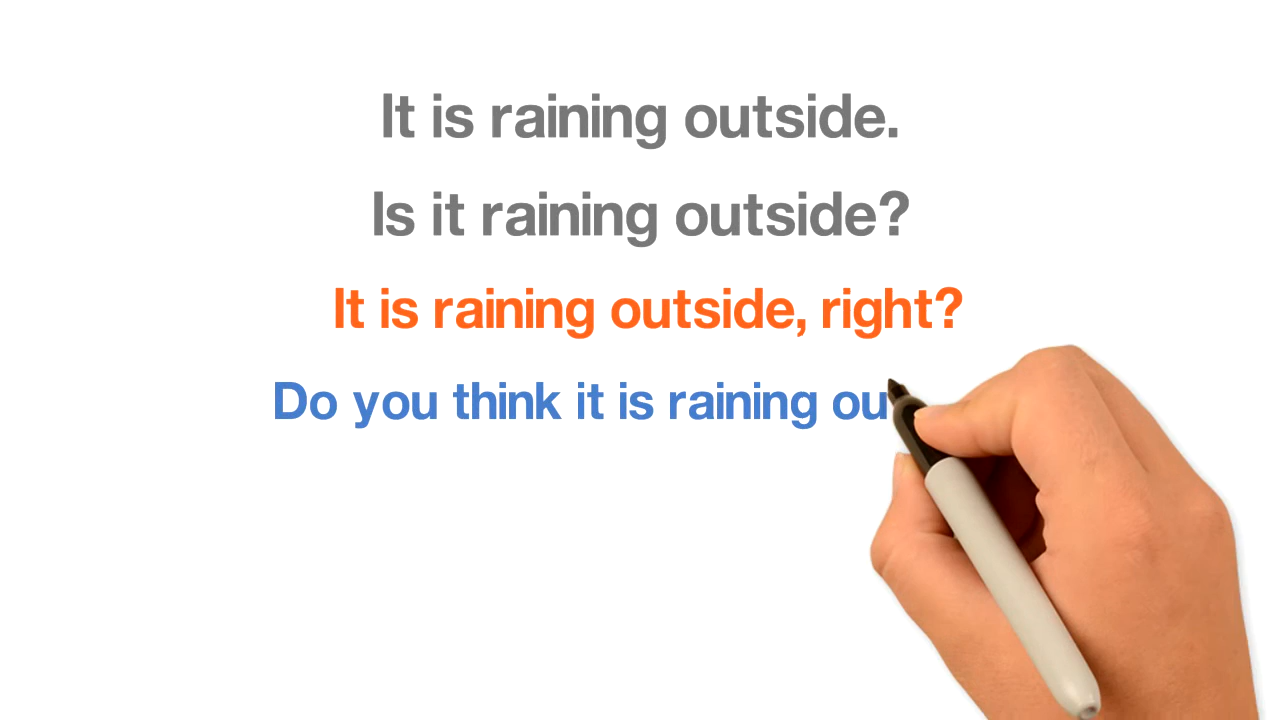 It is raining outside.
Is it raining outside?
It is raining outside, right?
Do you think it is raining ou